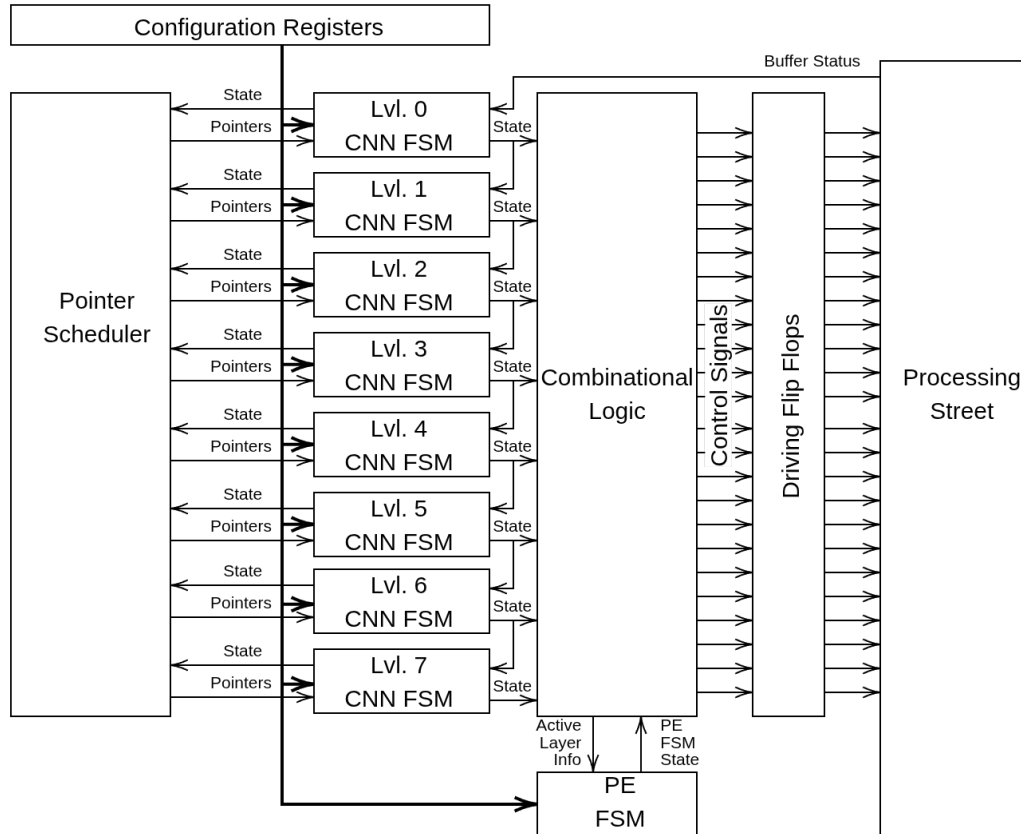 Configuration Registers
Buffer Status
State
Pointers
Lvl. 0
CNN FSM
State
State
Pointers
Lvl. 1
CNN FSM
State
State
Pointers
Lvl. 2
CNN FSM
State
State
Pointers
Lvl. 3
CNN FSM
State
State
Pointers
Lvl. 4
CNN FSM
State
State
Pointers
Lvl. 5
CNN FSM
State
State
Pointers
Lvl. 6
CNN FSM
State
State
Pointers
Lvl. 7
CNN FSM
State
Pointer
Scheduler
Combinational
Logic
Control Signals
Driving Flip Flops
Processing
Street
Active
Layer
Info
PE
FSM
State
PE
FSM